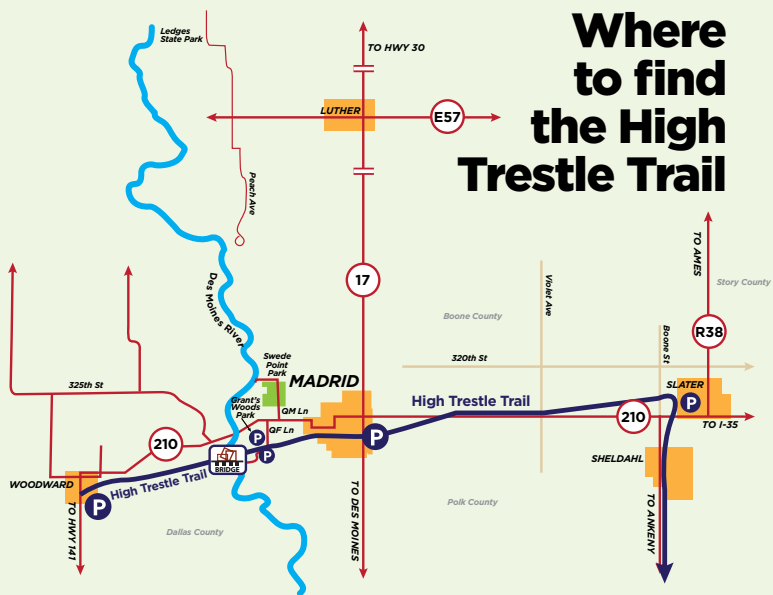 Where
to find
the High
Trestle Trail
Ledges
State Park
TO HWY 30
LUTHER
E57
Peach Ave
Des Moines River
17
TO AMES
Story County
Violet Ave
Boone County
R38
Boone St
320th St
Swede
Point
Park
MADRID
325th St
Grant's
Woods
Park
QM Ln
High Trestle Trail
SLATER
P
210
TO I-35
QF Ln
P
P
P
210
BRIDGE
SHELDAHL
WOODWARD
High Trestle Trail
P
TO HWY 141
TO DES MOINES
Polk County
TO ANKENY
Dallas County